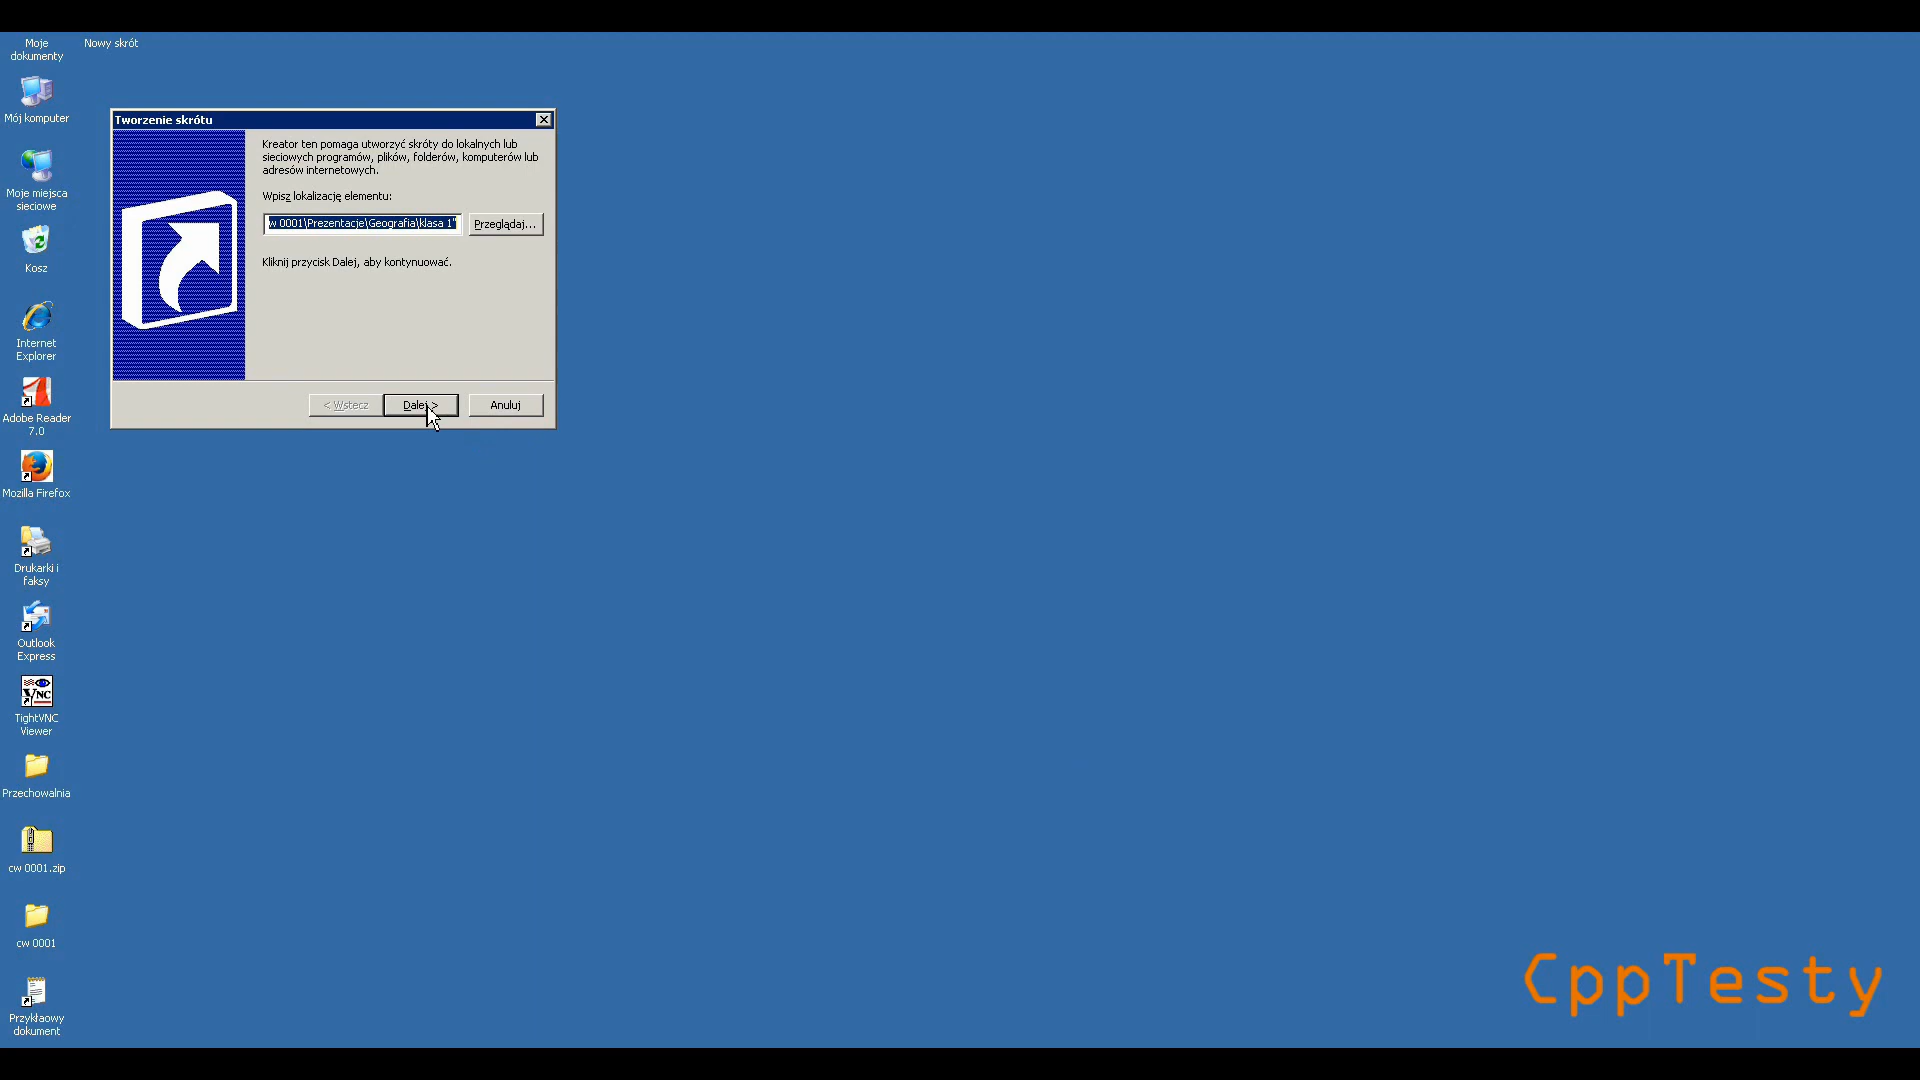 Moje
dokumenty
Nowy skrót
Mój komputer
Moje miejsca
sieciowe
Kosz
Internet
Explorer
Adobe Reader
7.0
Mozilla Firefox
Drukarki i
faksy
Outlook
Express
VNC
TightVNC
Viewer
Przechowalnia
cw 0001.zip
cw 0001
Przykłaowy
dokument
Tworzenie skrótu
Kreator ten pomaga utworzyć skróty do lokalnych lub
sieciowych programów, plików, folderów, komputerów lub
adresów internetowych.
Wpisz lokalizację elementu:
w 0001\Prezentacje\Geografia\klasa 1"
Przeglądaj...
Kliknij przycisk Dalej, aby kontynuować.
< Wstecz
Dalej >
Anuluj
CppTesty